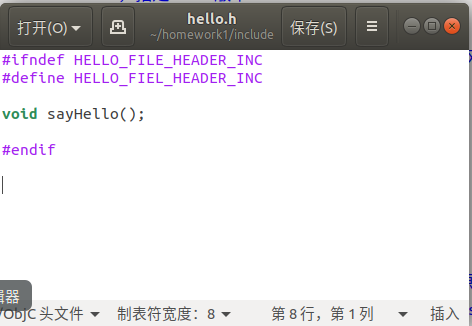 打开(O)
hello.h
~/homework1/include
保存(S)
#ifndef HELLO_FILE_HEADER_INC
#define HELLO_FIEL_HEADER_INC
void sayHello();
#endif
辑器
/ObjC 头文件
制表符宽度：8
第 8 行，第 1 列
插入